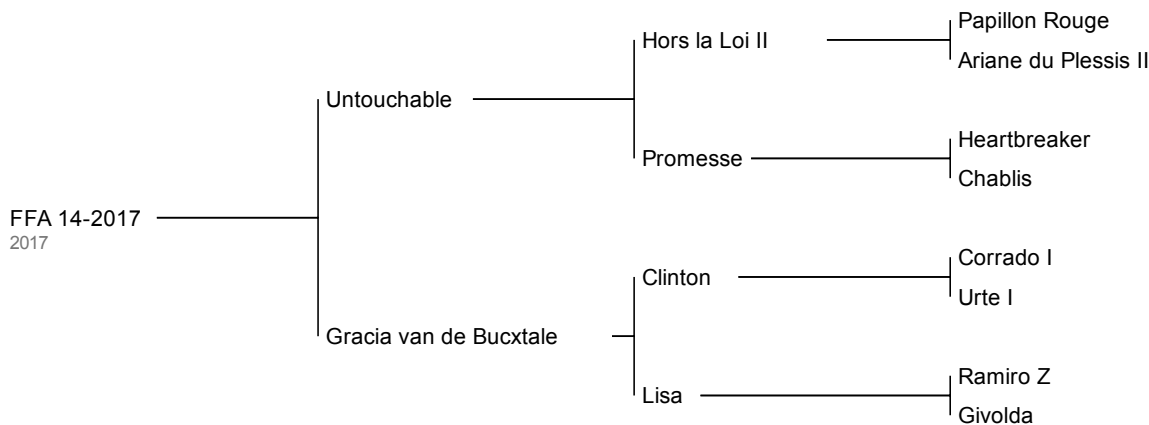 Papillon Rouge
Hors la Loi II
Ariane du Plessis II
Untouchable
Heartbreaker
Promesse
Chablis
FFA 14-2017
2017
Corrado I
Clinton
Urte I
Gracia van de Bucxtale
Ramiro Z
Lisa
Givolda